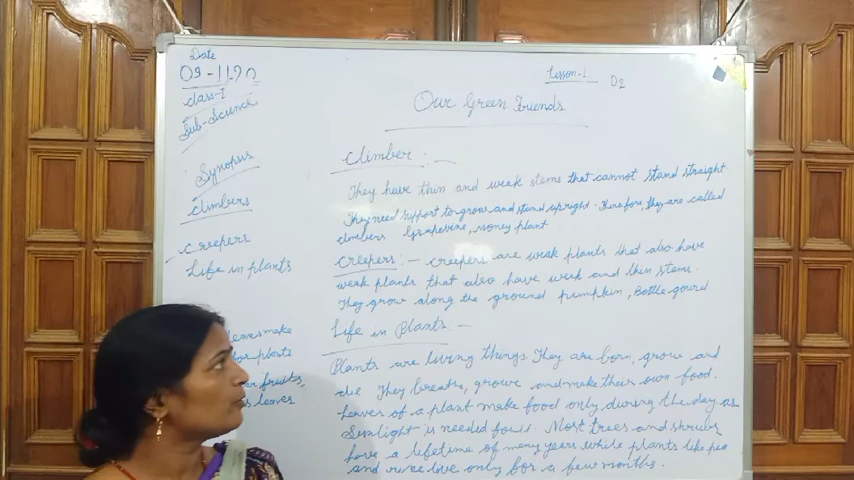 Date
09-11-20
class-I
Sub-Science
Synopsis
climbers
creepers
Life in plants
leaves make
for plants
fruits,
leaves
Lesson-1 D2
Our Green Friends
climber:-
They have thin and weak stems that cannot stand straight
They need support to grow and stand upright. Therefore, they are called
climbers Grapevine, Money plant
creepers:- creepers are weak plants that also have
weak plants that also have weak and thin stems.
They grow along the ground pumpkin, Bottle gourd
Life in Plants:-
Plants are living things. They are born, grow and
die They breathe, grow and make their own food.
Leaves of a plant make food only during the day as
Sunlight is needed Most trees and shrubs
have a lifetime of many years while plants like pea
and only for a few months.